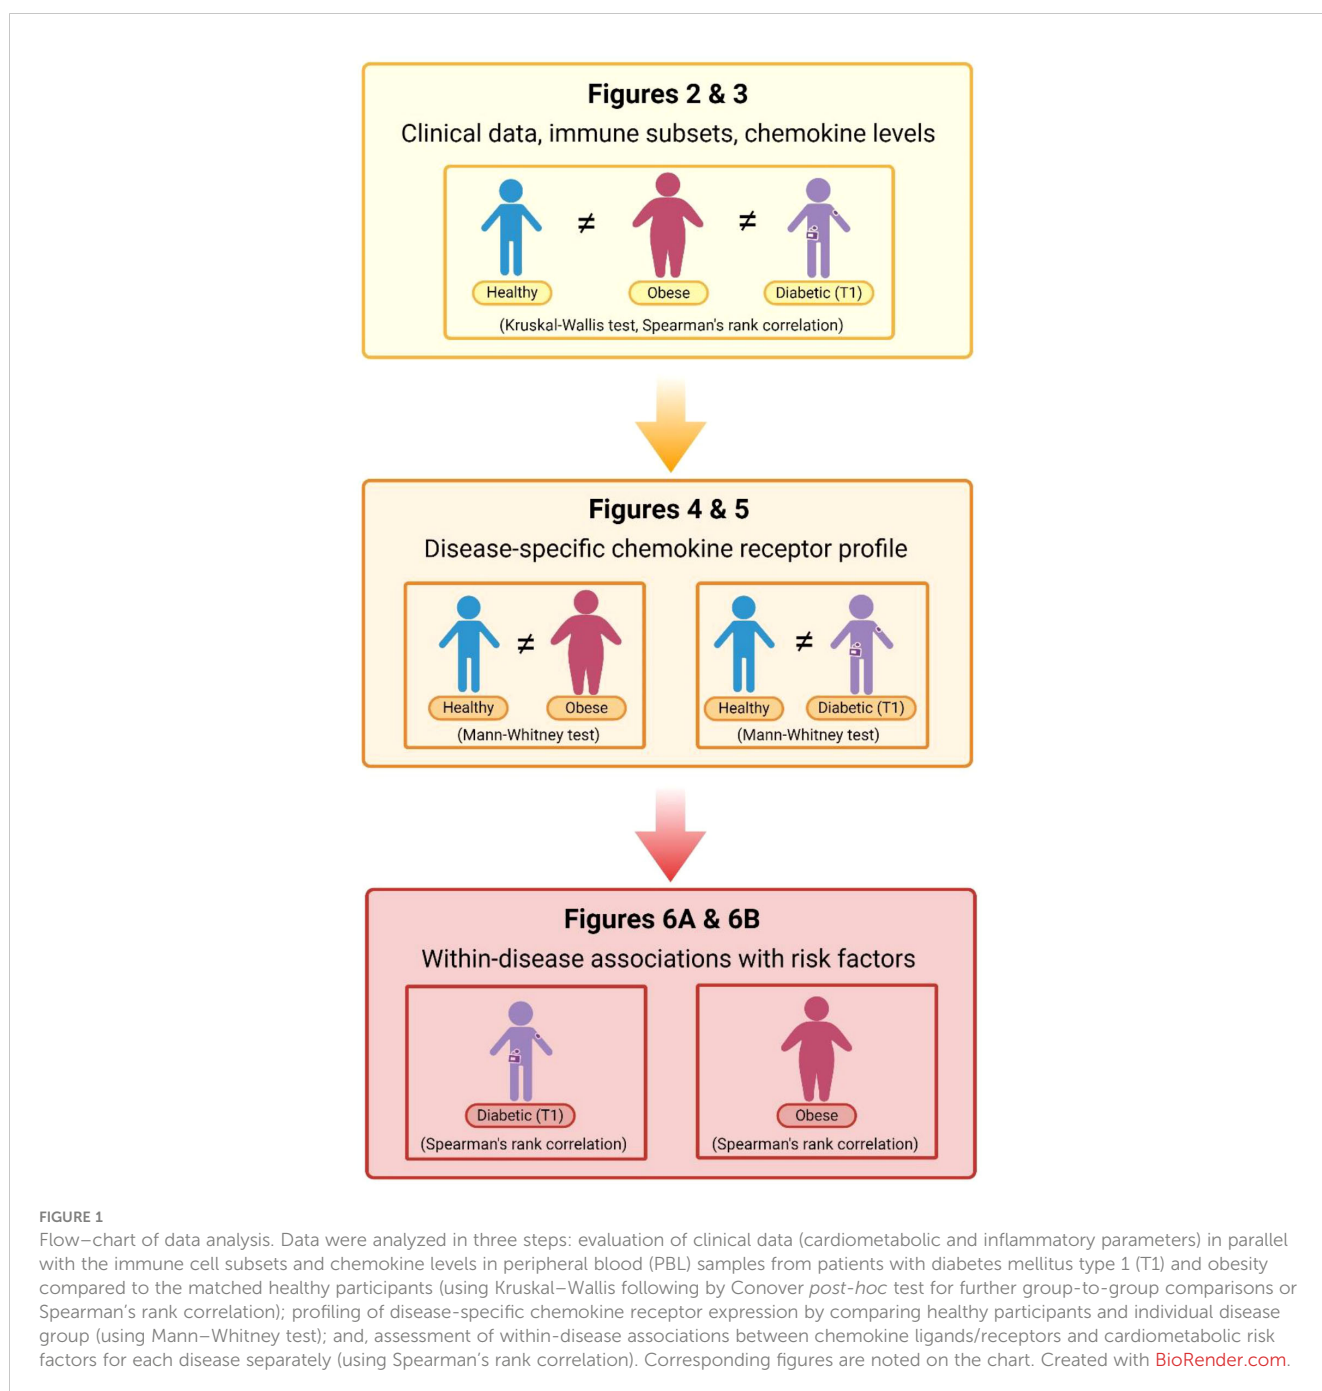 Figures 2 & 3
Clinical data, immune subsets, chemokine levels
≠ ≠
Healthy Obese Diabetic (T1)
(Kruskal-Wallis test, Spearman's rank correlation)
Figures 4 & 5
Disease-specific chemokine receptor profile
≠ ≠
Healthy Obese Healthy Diabetic (T1)
(Mann-Whitney test) (Mann-Whitney test)
Figures 6A & 6B
Within-disease associations with risk factors
Diabetic (T1) Obese
(Spearman's rank correlation) (Spearman's rank correlation)
FIGURE 1
Flow–chart of data analysis. Data were analyzed in three steps: evaluation of clinical data (cardiometabolic and inflammatory parameters) in parallel
with the immune cell subsets and chemokine levels in peripheral blood (PBL) samples from patients with diabetes mellitus type 1 (T1) and obesity
compared to the matched healthy participants (using Kruskal–Wallis following by Conover post-hoc test for further group-to-group comparisons or
Spearman’s rank correlation); profiling of disease-specific chemokine receptor expression by comparing healthy participants and individual disease
group (using Mann–Whitney test); and, assessment of within-disease associations between chemokine ligands/receptors and cardiometabolic risk
factors for each disease separately (using Spearman’s rank correlation). Corresponding figures are noted on the chart. Created with BioRender.com.